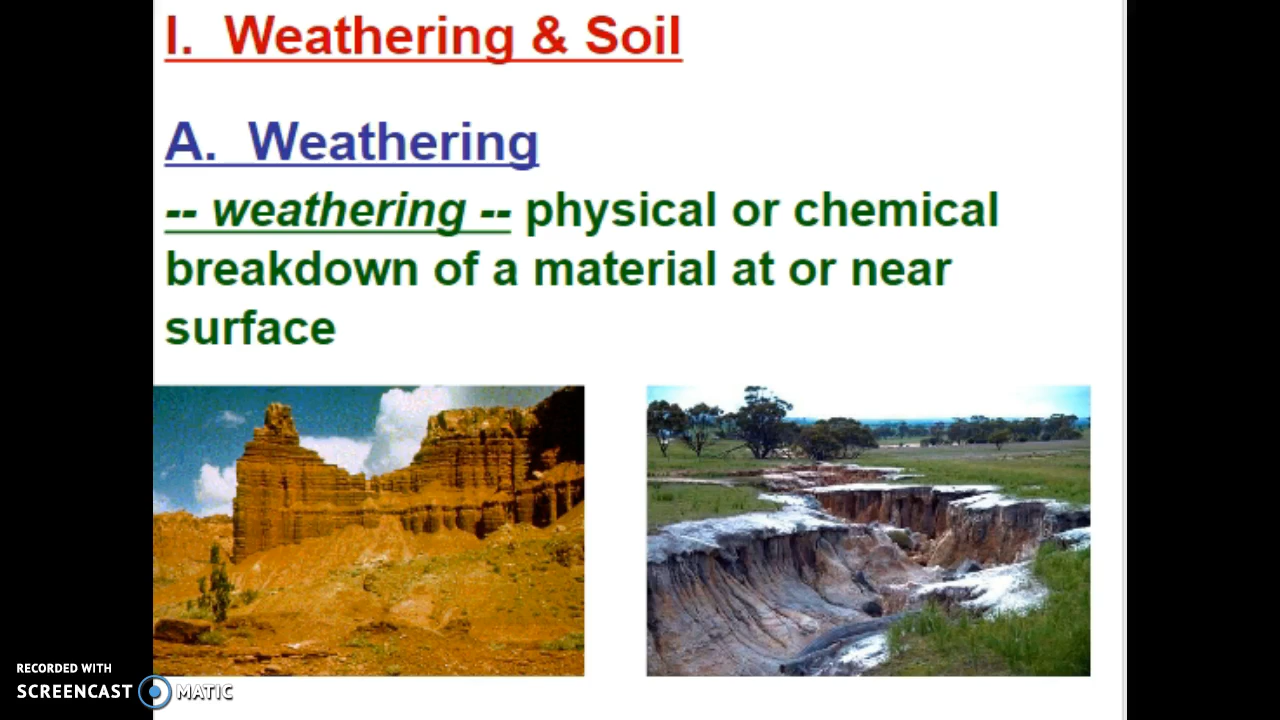 I. Weathering & Soil
A. Weathering
-- weathering -- physical or chemical
breakdown of a material at or near
surface
RECORDED WITH
SCREENCAST MATIC